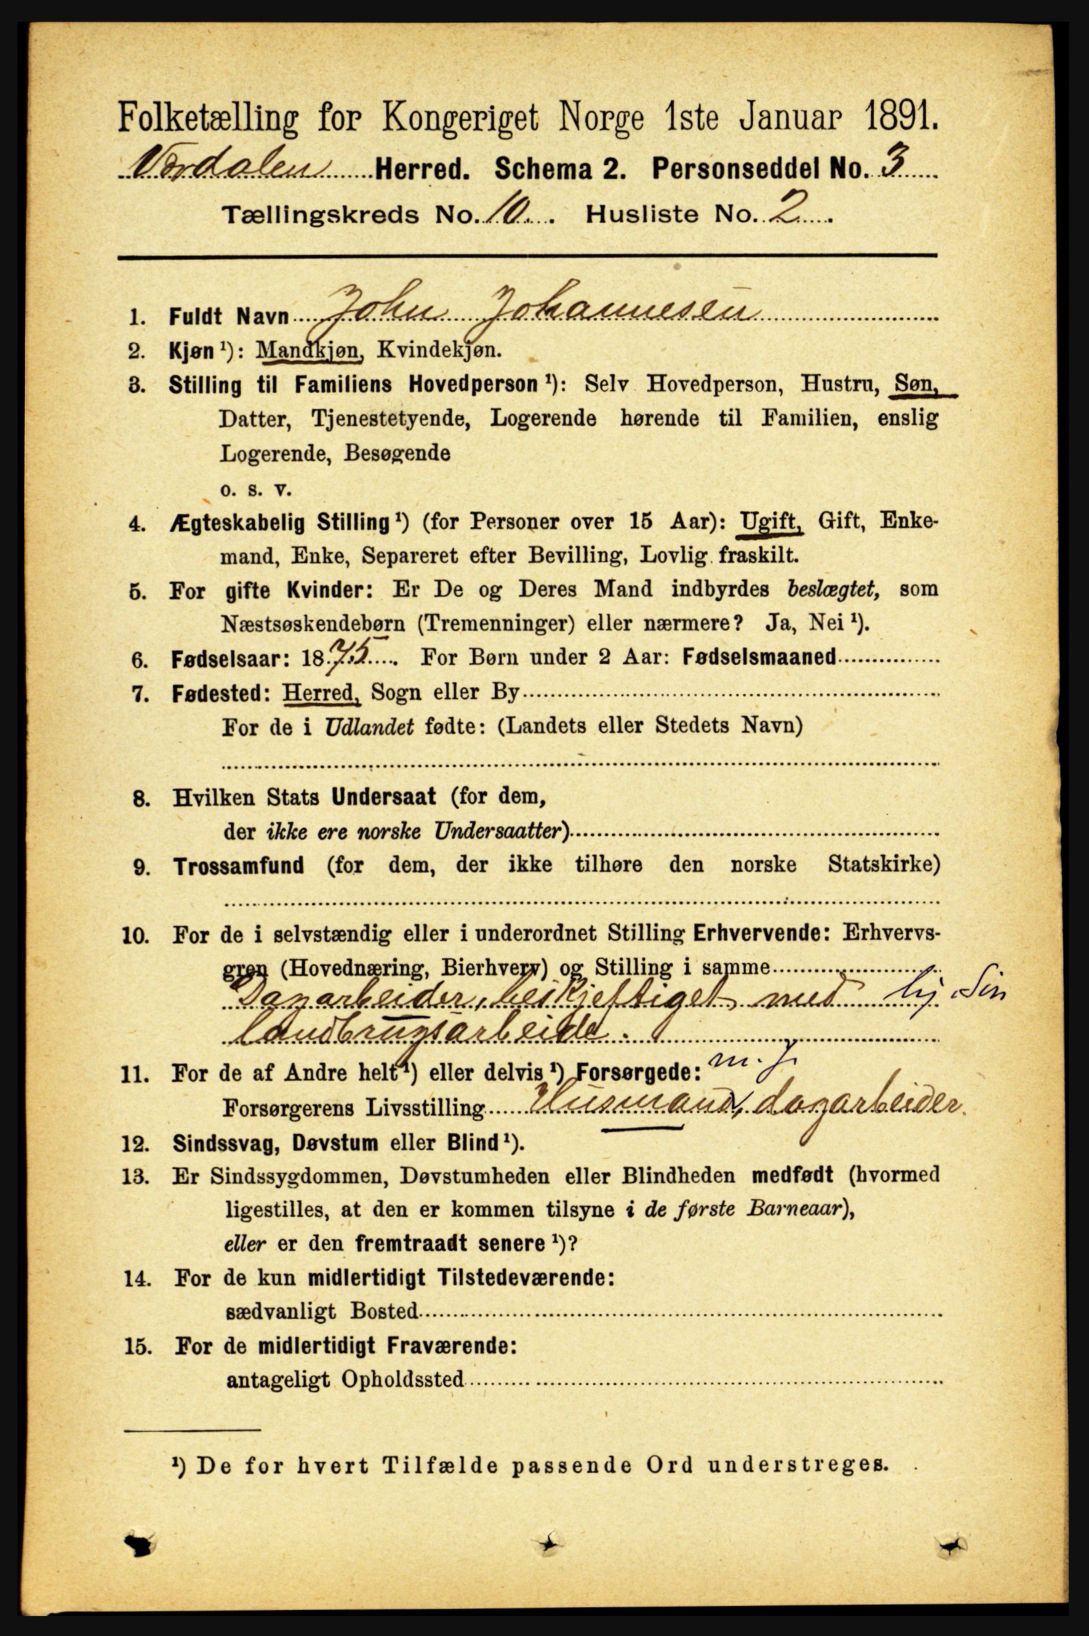 Folketælling for Kongeriget Norge 1ste Januar 1891.
Værdalen Herred. Schema 2. Personseddel No. 3
Tællingskreds No. 10. Husliste No. 2.
1. Fuldt Navn John Johannesen
2. Kjøn ¹): Mandkjøn, Kvindekjøn.
3. Stilling til Familiens Hovedperson ¹): Selv Hovedperson, Hustru, Søn,
Datter, Tjenestetyende, Logerende hørende til Familien, enslig
Logerende, Besøgende
o. s. v.
4. Ægteskabelig Stilling ¹) (for Personer over 15 Aar): Ugift, Gift, Enke-
mand, Enke, Separeret efter Bevilling, Lovlig fraskilt.
5. For gifte Kvinder: Er De og Deres Mand indbyrdes beslægtet, som
Næstsøskendebørn (Tremenninger) eller nærmere? Ja, Nei ¹).
6. Fødselsaar: 1875. For Børn under 2 Aar: Fødselsmaaned
7. Fødested: Herred, Sogn eller By
For de i Udlandet fødte: (Landets eller Stedets Navn)
8. Hvilken Stats Undersaat (for dem,
der ikke ere norske Undersaatter)
9. Trossamfund (for dem, der ikke tilhøre den norske Statskirke)
10. For de i selvstændig eller i underordnet Stilling Erhvervende: Erhvervs-
gren (Hovednæring, Bierhverv) og Stilling i samme
Dagarbeider, beskjeftiget med
landbrugsarbeide.
11. For de af Andre helt ¹) eller delvis ¹) Forsørgede: m. f.
Forsørgerens Livsstilling Husmand, dagarbeider.
12. Sindssvag, Døvstum eller Blind ¹).
13. Er Sindssygdommen, Døvstumheden eller Blindheden medfødt (hvormed
ligestilles, at den er kommen tilsyne i de første Barneaar),
eller er den fremtraadt senere ¹)?
14. For de kun midlertidigt Tilstedeværende:
sædvanligt Bosted
15. For de midlertidigt Fraværende:
antageligt Opholdssted
¹) De for hvert Tilfælde passende Ord understreges.